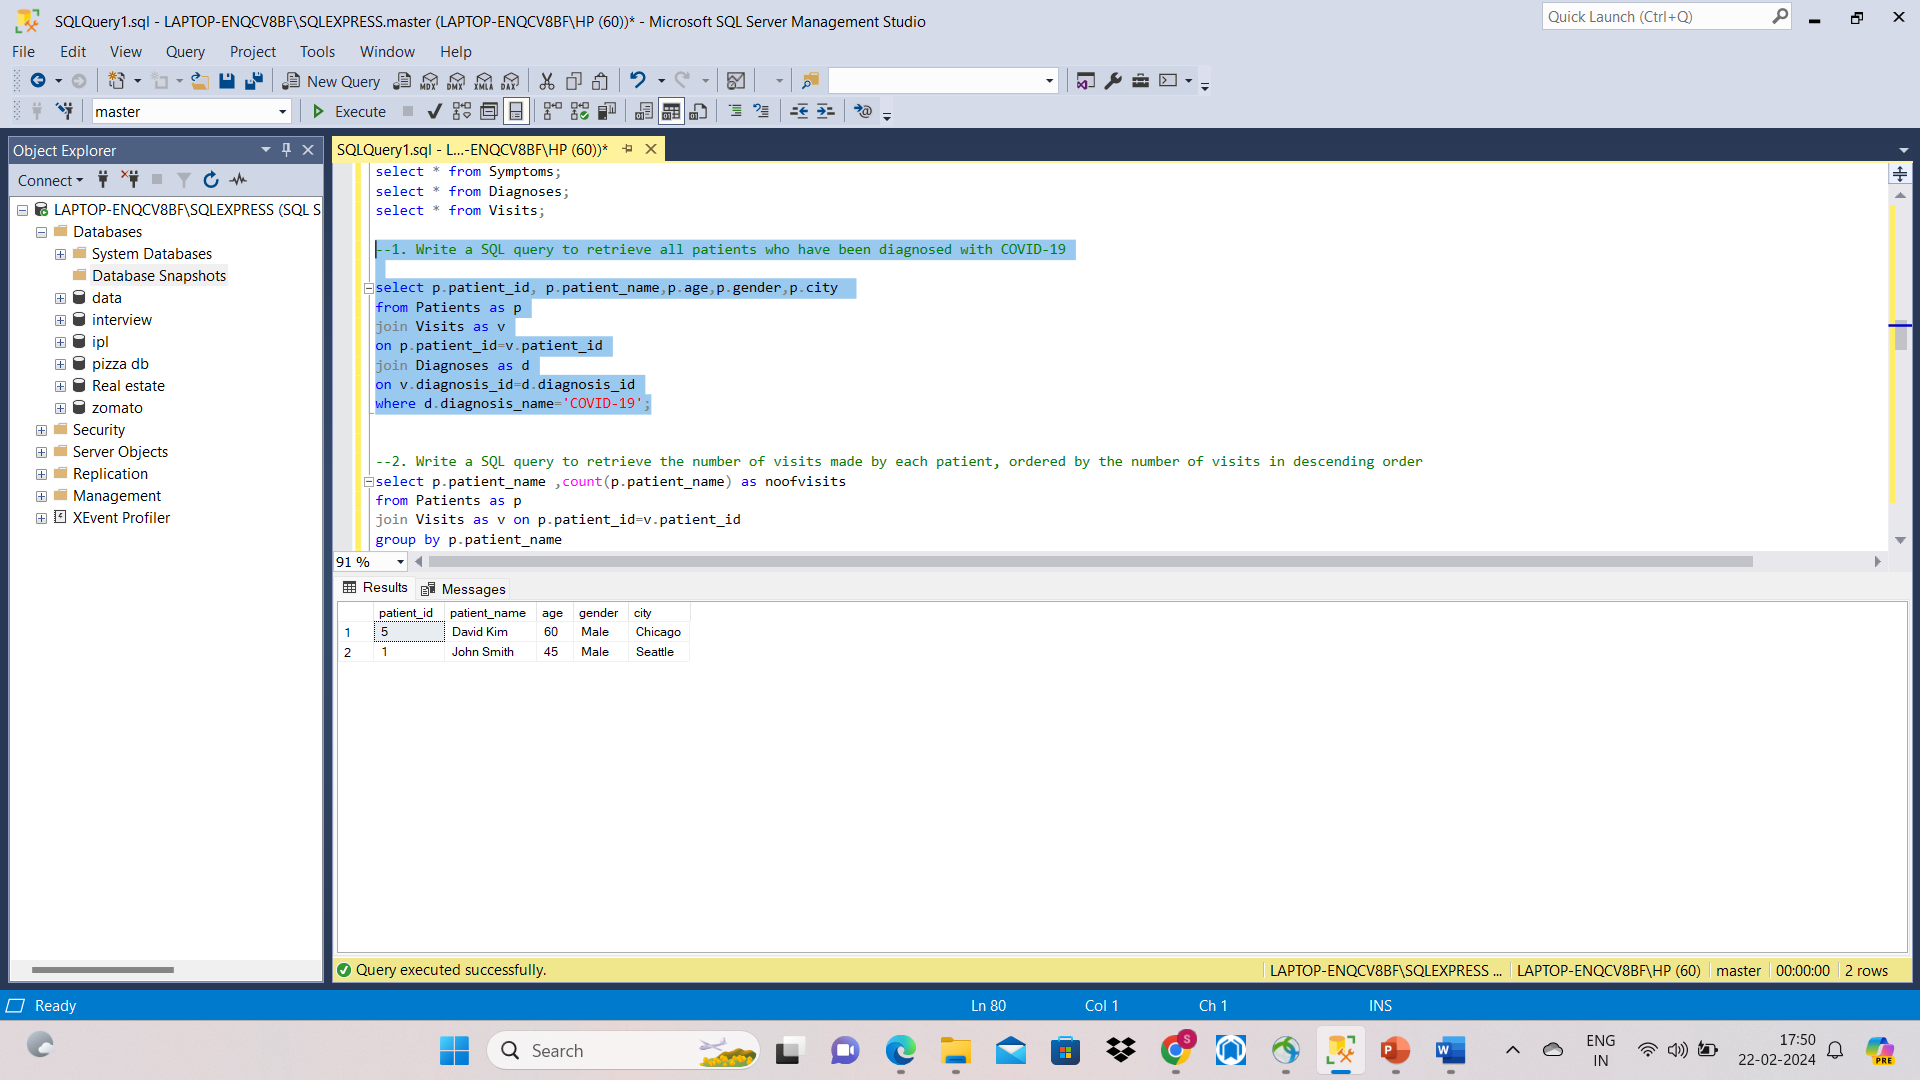 SQLQuery1.sql - LAPTOP-ENQCV8BF\SQLEXPRESS.master (LAPTOP-ENQCV8BF\HP (60))* - Microsoft SQL Server Management Studio
Quick Launch (Ctrl+Q)
File Edit View Query Project Tools Window Help
New Query MDX DMX XMLA DAX
master Execute
Object Explorer
Connect
LAPTOP-ENQCV8BF\SQLEXPRESS (SQL S
Databases
System Databases
Database Snapshots
data
interview
ipl
pizza db
Real estate
zomato
Security
Server Objects
Replication
Management
XEvent Profiler
SQLQuery1.sql - L...-ENQCV8BF\HP (60))*
select * from Symptoms;
select * from Diagnoses;
select * from Visits;
--1. Write a SQL query to retrieve all patients who have been diagnosed with COVID-19
select p.patient_id, p.patient_name,p.age,p.gender,p.city
from Patients as p
join Visits as v
on p.patient_id=v.patient_id
join Diagnoses as d
on v.diagnosis_id=d.diagnosis_id
where d.diagnosis_name='COVID-19';
--2. Write a SQL query to retrieve the number of visits made by each patient, ordered by the number of visits in descending order
select p.patient_name ,count(p.patient_name) as noofvisits
from Patients as p
join Visits as v on p.patient_id=v.patient_id
group by p.patient_name
91 %
Results Messages
patient_id patient_name age gender city
1 5 David Kim 60 Male Chicago
2 1 John Smith 45 Male Seattle
Query executed successfully. LAPTOP-ENQCV8BF\SQLEXPRESS ... LAPTOP-ENQCV8BF\HP (60) master 00:00:00 2 rows
Ready Ln 80 Col 1 Ch 1 INS
Search
S
ENG
IN
17:50
22-02-2024
PRE